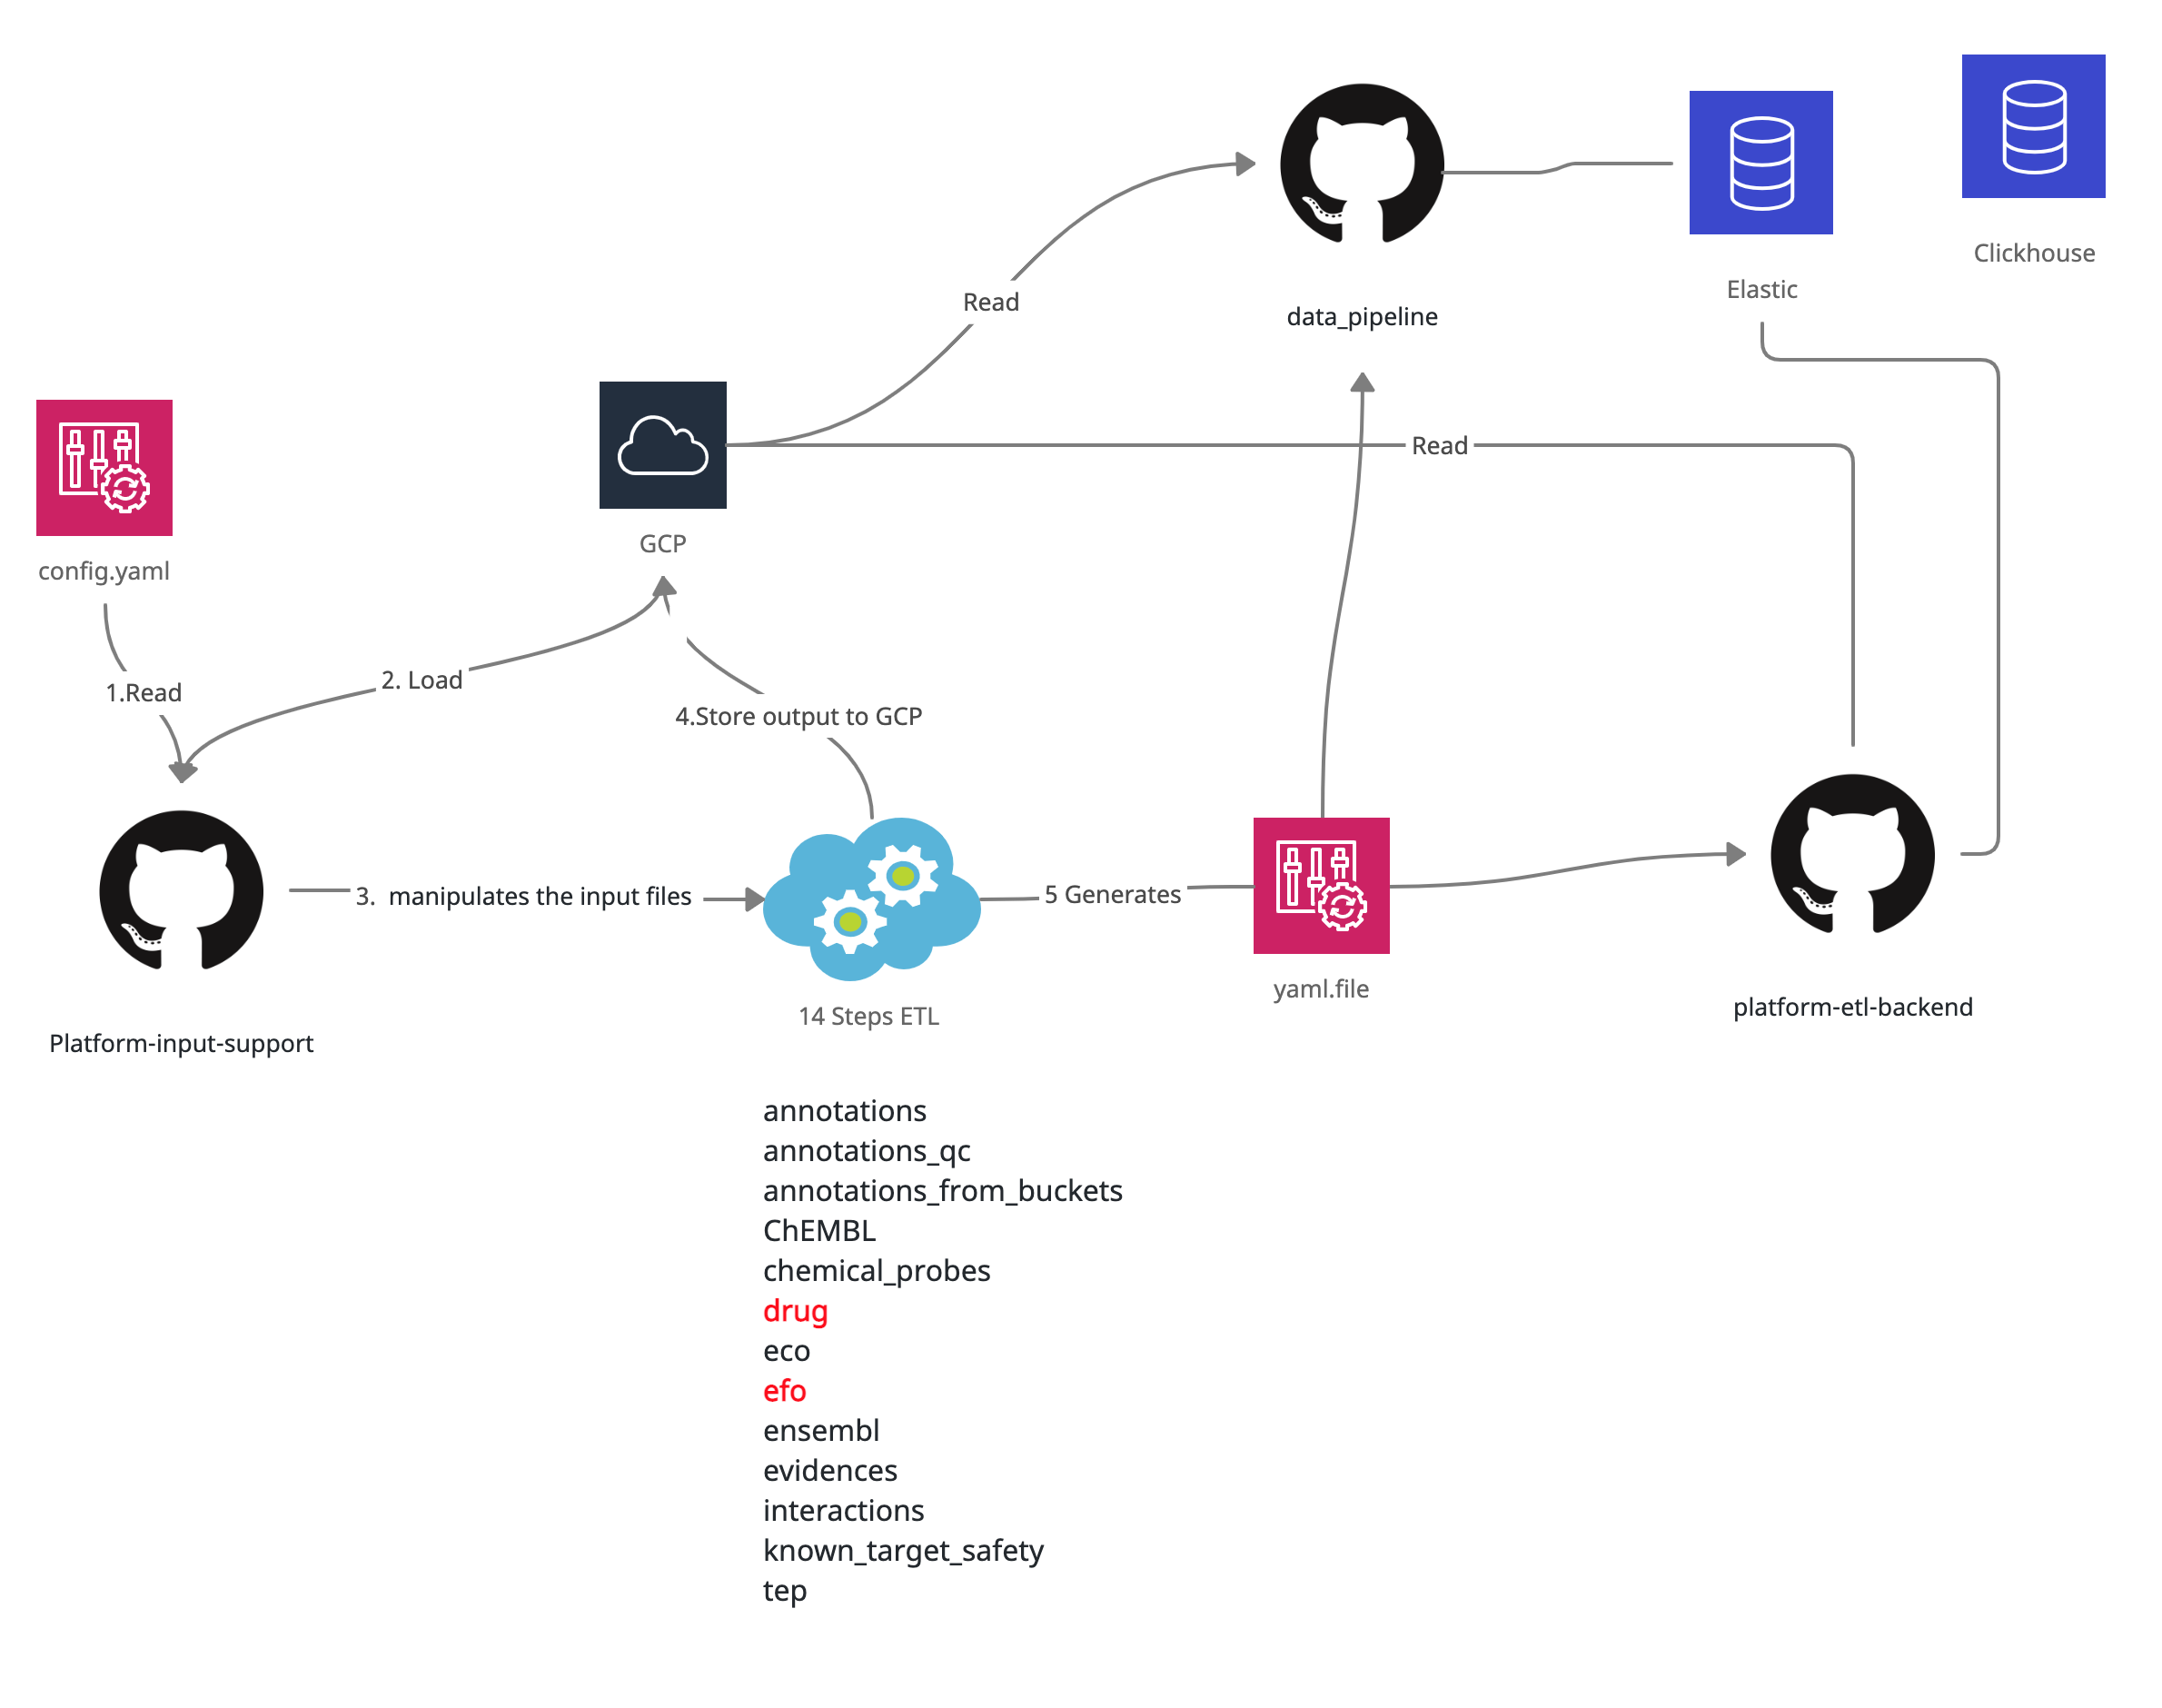 Clickhouse
Elastic
Read
data_pipeline
Read
GCP
config.yaml
2. Load
1.Read
4.Store output to GCP
3.  manipulates the input files
5 Generates
yaml.file
platform-etl-backend
14 Steps ETL
Platform-input-support
annotations
annotations_qc
annotations_from_buckets
ChEMBL
chemical_probes
drug
eco
efo
ensembl
evidences
interactions
known_target_safety
tep